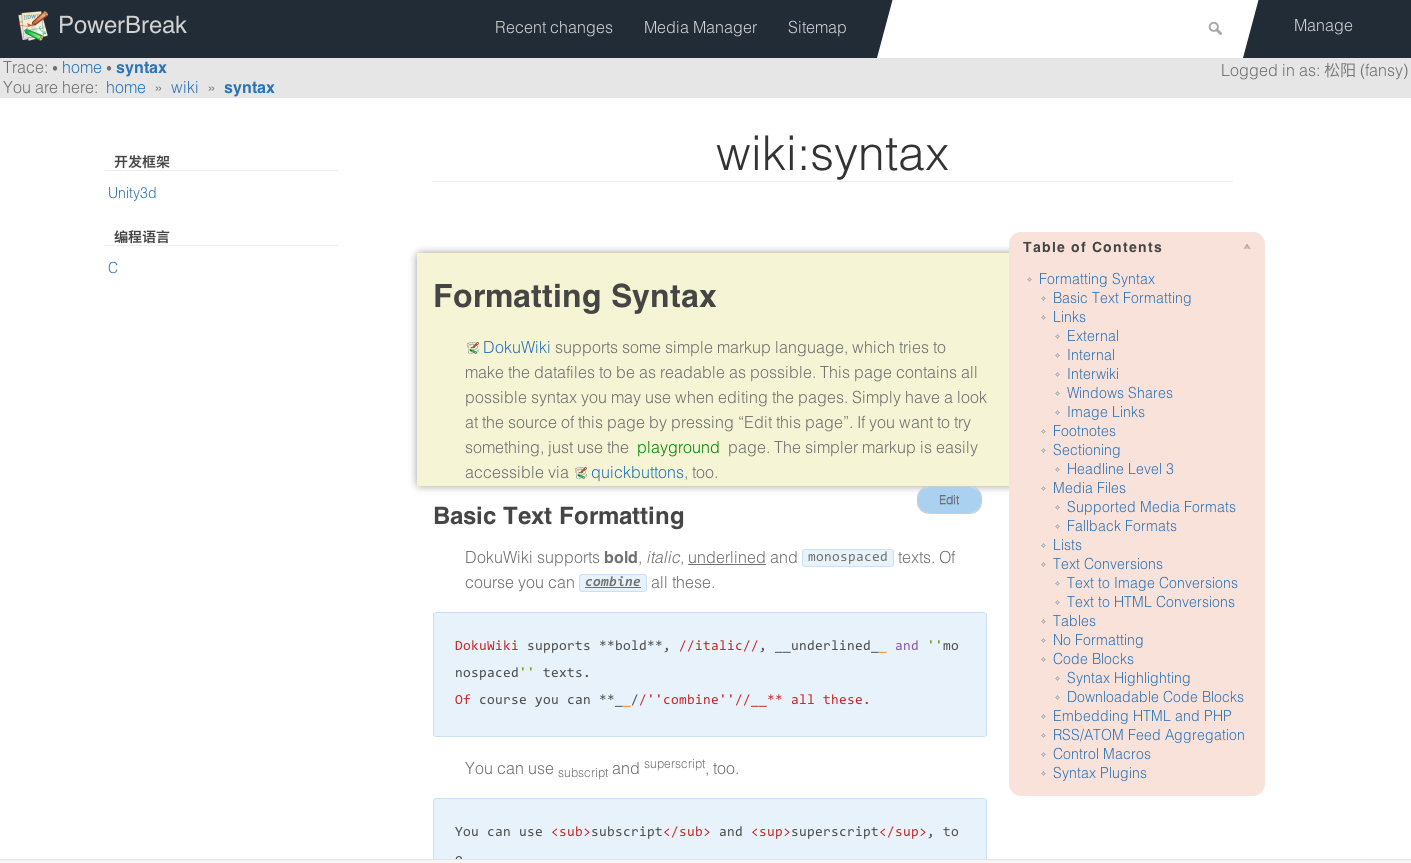 PowerBreak
Recent changes
Media Manager
Sitemap
Manage
Trace: • home • syntax
Logged in as: 松阳 (fansy)
You are here: home » wiki » syntax
开发框架
Unity3d
编程语言
C
wiki:syntax
Formatting Syntax
DokuWiki supports some simple markup language, which tries to
make the datafiles to be as readable as possible. This page contains all
possible syntax you may use when editing the pages. Simply have a look
at the source of this page by pressing “Edit this page”. If you want to try
something, just use the playground page. The simpler markup is easily
accessible via quickbuttons, too.
Edit
Basic Text Formatting
DokuWiki supports bold, italic, underlined and monospaced texts. Of
course you can combine all these.
DokuWiki supports **bold**, //italic//, __underlined__ and ''mo
nospaced'' texts.
Of course you can **__//''combine''//__** all these.
You can use subscript and superscript, too.
You can use <sub>subscript</sub> and <sup>superscript</sup>, to
Table of Contents
Formatting Syntax
Basic Text Formatting
Links
External
Internal
Interwiki
Windows Shares
Image Links
Footnotes
Sectioning
Headline Level 3
Media Files
Supported Media Formats
Fallback Formats
Lists
Text Conversions
Text to Image Conversions
Text to HTML Conversions
Tables
No Formatting
Code Blocks
Syntax Highlighting
Downloadable Code Blocks
Embedding HTML and PHP
RSS/ATOM Feed Aggregation
Control Macros
Syntax Plugins